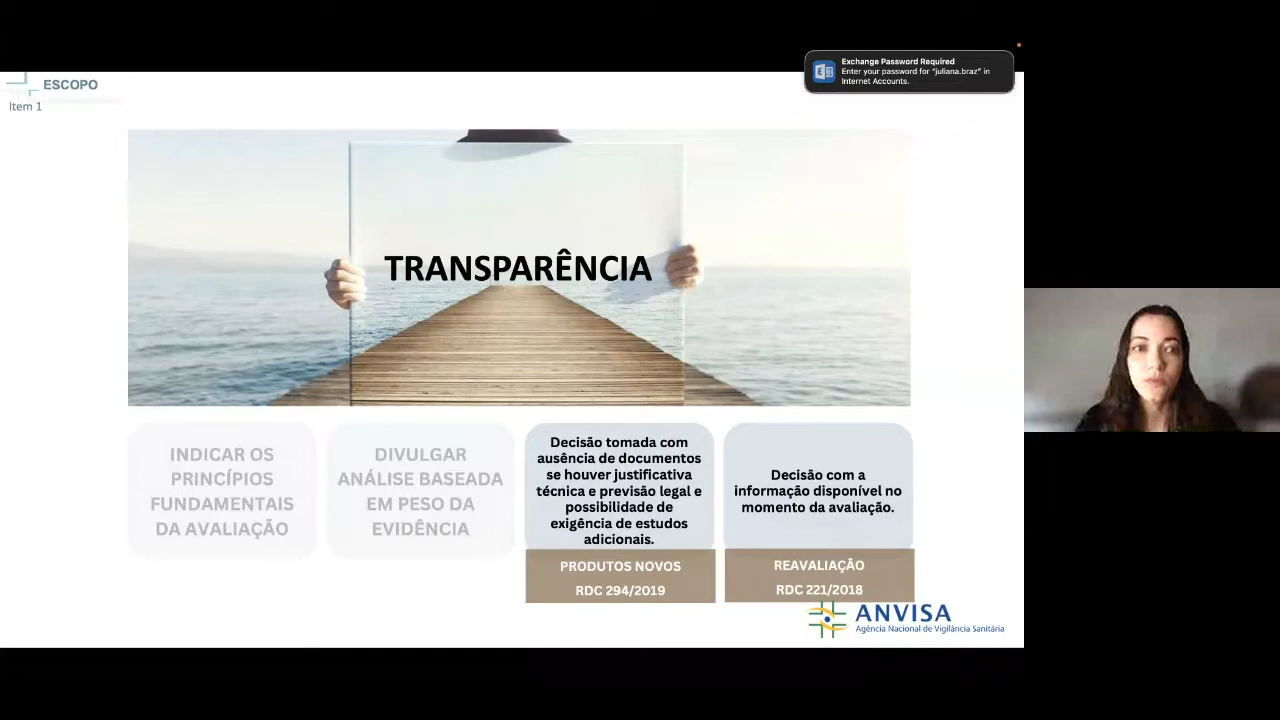 ESCOPO
Item 1
Exchange Password Required
Enter your password for "juliana.braz" in
Internet Accounts.
TRANSPARÊNCIA
INDICAR OS
PRINCÍPIOS
FUNDAMENTAIS
DA AVALIAÇÃO
DIVULGAR
ANÁLISE BASEADA
EM PESO DA
EVIDÊNCIA
Decisão tomada com
ausência de documentos
se houver justificativa
técnica e previsão legal e
possibilidade de
exigência de estudos
adicionais.
PRODUTOS NOVOS
RDC 294/2019
Decisão com a
informação disponível no
momento da avaliação.
REAVALIAÇÃO
RDC 221/2018
ANVISA
Agência Nacional de Vigilância Sanitária